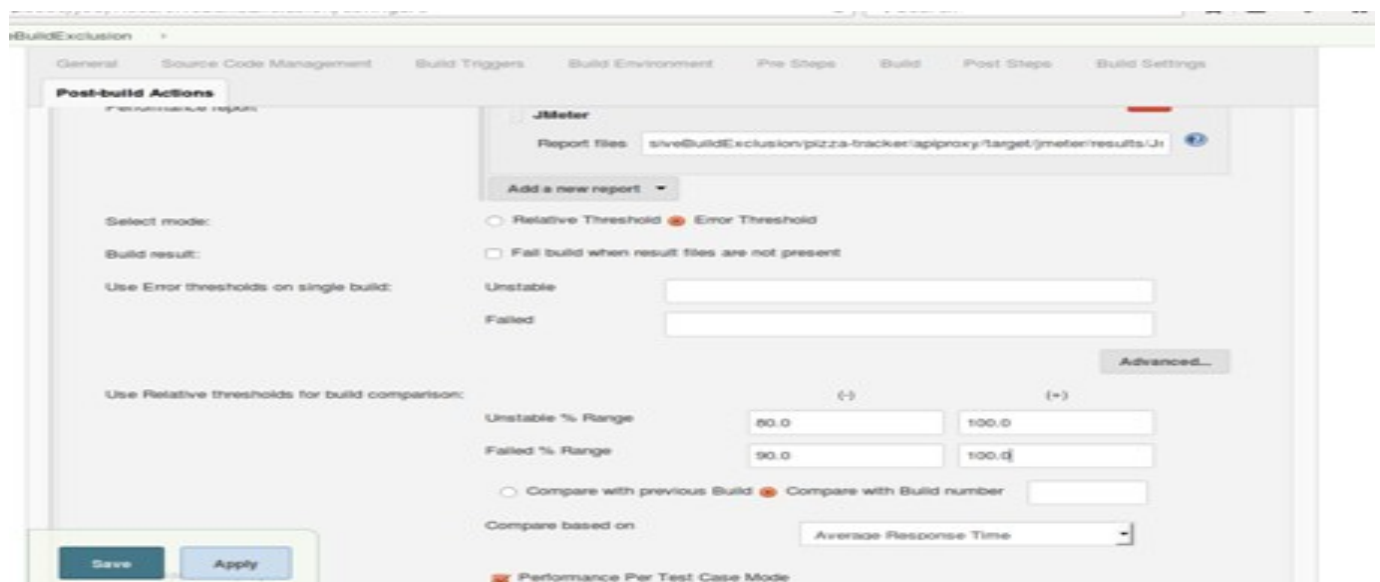 eBuildExclusion
General Source Code Management Build Triggers Build Environment Pre Steps Build Post Steps Build Settings
Post-build Actions
Performance report
JMeter
Report files siveBuildExclusion/pizza-tracker/apiproxy/target/jmeter/results/J
Add a new report
Select mode: Relative Threshold Error Threshold
Build result: Fail build when result files are not present
Use Error thresholds on single build: Unstable
Failed
Advanced...
Use Relative thresholds for build comparison: (-) (+)
Unstable % Range 80.0 100.0
Failed % Range 90.0 100.0
Compare with previous Build Compare with Build number
Compare based on Average Response Time
Save Apply
Performance Per Test Case Mode